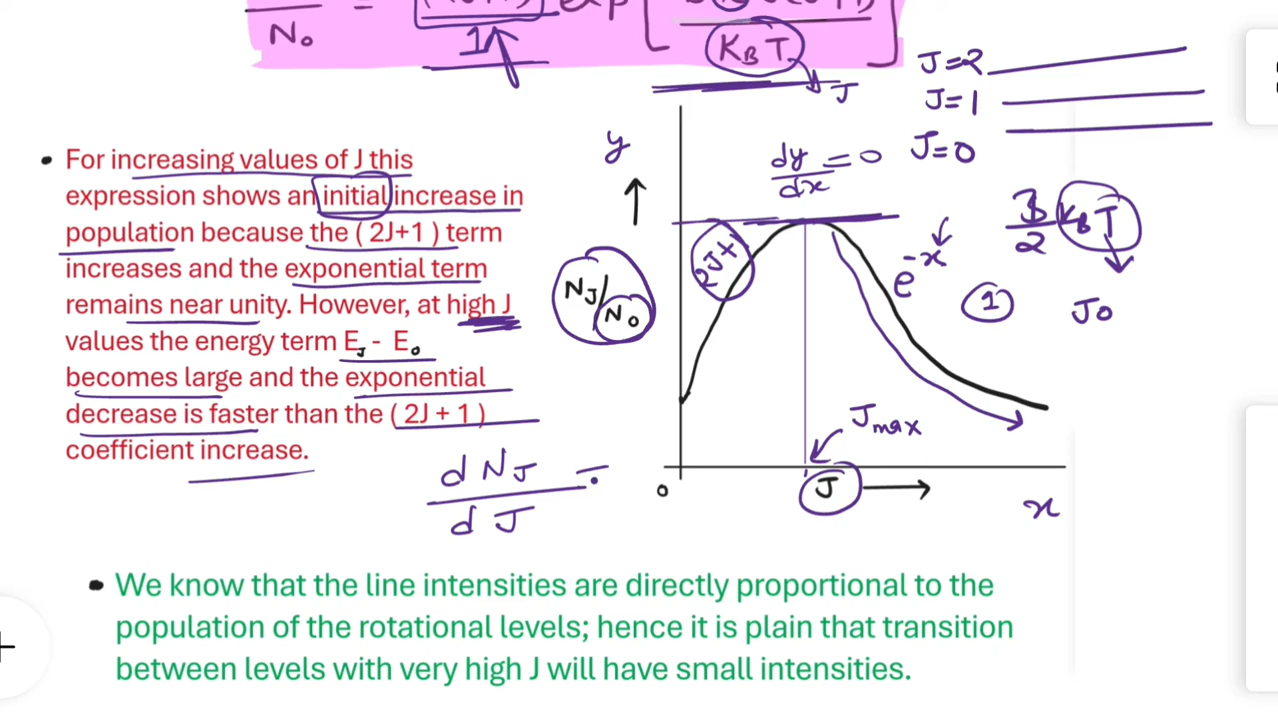 N₀ =
1
K_B T
J
J=2
J=1
J=0
• For increasing values of J this
expression shows an initial increase in
population because the ( 2J+1 ) term
increases and the exponential term
remains near unity. However, at high J
values the energy term E_J - E₀
becomes large and the exponential
decrease is faster than the ( 2J + 1 )
coefficient increase.
y
dy/dx = 0
2J+
N_J/N₀
e^-x
3/2 k_B T
①
J0
J_max
0
J
x
dN_J/dJ =
• We know that the line intensities are directly proportional to the
population of the rotational levels; hence it is plain that transition
between levels with very high J will have small intensities.